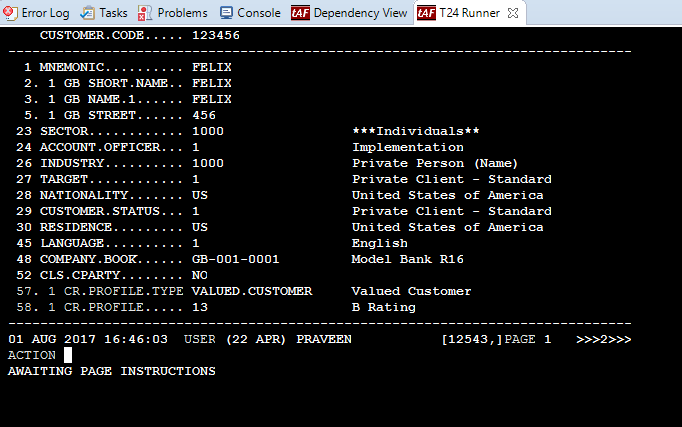 Error Log Tasks Problems Console tAF Dependency View tAF T24 Runner
CUSTOMER.CODE..... 123456
-------------------------------------------------------------------------------
1 MNEMONIC.......... FELIX
2. 1 GB SHORT.NAME.. FELIX
3. 1 GB NAME.1...... FELIX
5. 1 GB STREET...... 456
23 SECTOR............ 1000 ***Individuals**
24 ACCOUNT.OFFICER... 1 Implementation
26 INDUSTRY.......... 1000 Private Person (Name)
27 TARGET............ 1 Private Client - Standard
28 NATIONALITY....... US United States of America
29 CUSTOMER.STATUS... 1 Private Client - Standard
30 RESIDENCE......... US United States of America
45 LANGUAGE.......... 1 English
48 COMPANY.BOOK...... GB-001-0001 Model Bank R16
52 CLS.CPARTY........ NO
57. 1 CR.PROFILE.TYPE VALUED.CUSTOMER Valued Customer
58. 1 CR.PROFILE..... 13 B Rating
-------------------------------------------------------------------------------
01 AUG 2017 16:46:03 USER (22 APR) PRAVEEN [12543,]PAGE 1 >>>2>>>
ACTION
AWAITING PAGE INSTRUCTIONS